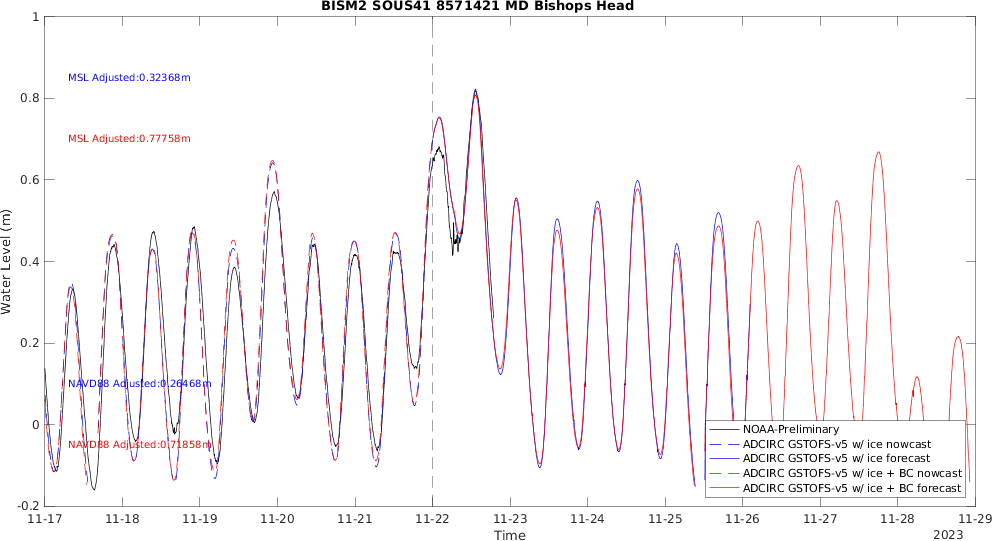 BISM2 SOUS41 8571421 MD Bishops Head
1
0.8
0.6
0.4
0.2
0
-0.2
Water Level (m)
MSL Adjusted:0.32368m
MSL Adjusted:0.77758m
NAVD88 Adjusted:0.26468m
NAVD88 Adjusted:0.71858m
NOAA-Preliminary
ADCIRC GSTOFS-v5 w/ ice nowcast
ADCIRC GSTOFS-v5 w/ ice forecast
ADCIRC GSTOFS-v5 w/ ice + BC nowcast
ADCIRC GSTOFS-v5 w/ ice + BC forecast
11-17 11-18 11-19 11-20 11-21 11-22 11-23 11-24 11-25 11-26 11-27 11-28 11-29
Time
2023